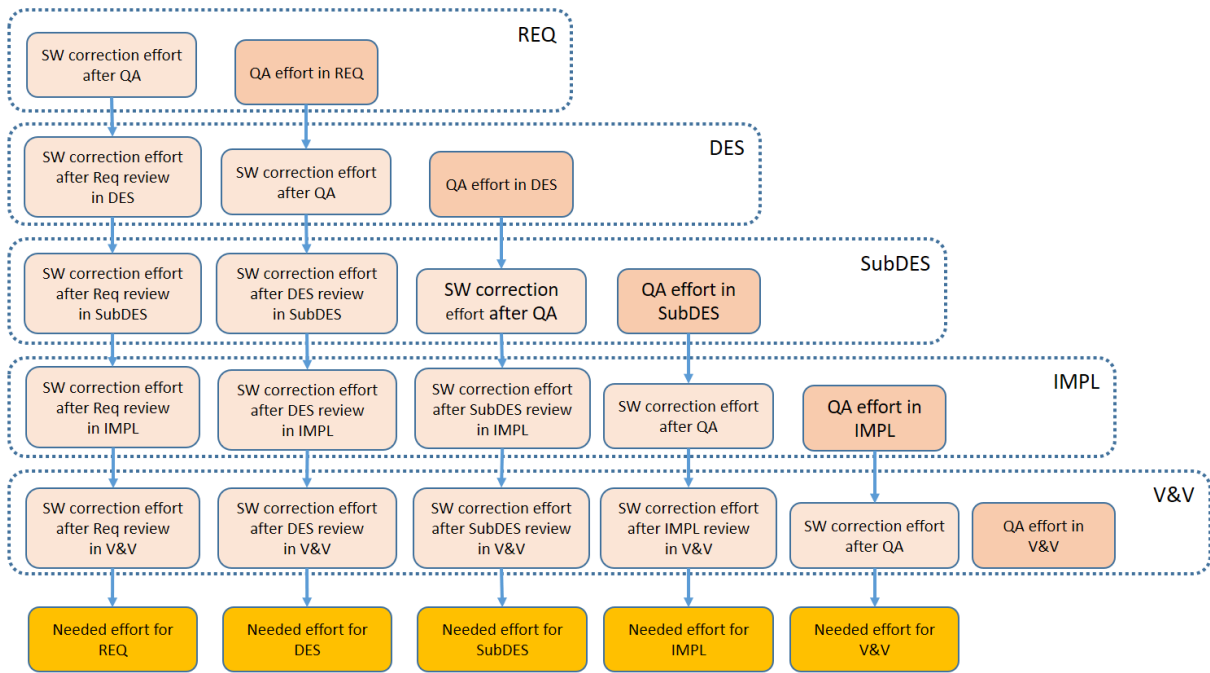 REQ
SW correction effort
after QA
QA effort in REQ
DES
SW correction effort
after Req review
in DES
SW correction effort
after QA
QA effort in DES
SubDES
SW correction effort
after Req review
in SubDES
SW correction effort
after DES review
in SubDES
SW correction
effort after QA
QA effort in
SubDES
IMPL
SW correction effort
after Req review
in IMPL
SW correction effort
after DES review
in IMPL
SW correction effort
after SubDES review
in IMPL
SW correction effort
after QA
QA effort in
IMPL
V&V
SW correction effort
after Req review
in V&V
SW correction effort
after DES review
in V&V
SW correction effort
after SubDES review
in V&V
SW correction effort
after IMPL review
in V&V
SW correction effort
after QA
QA effort in
V&V
Needed effort for
REQ
Needed effort for
DES
Needed effort for
SubDES
Needed effort for
IMPL
Needed effort for
V&V